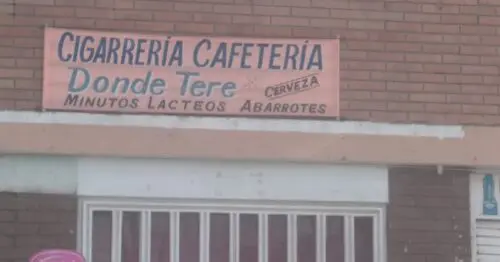 CIGARRERÍA CAFETERÍA
Donde Tere
CERVEZA
MINUTOS LACTEOS ABARROTES